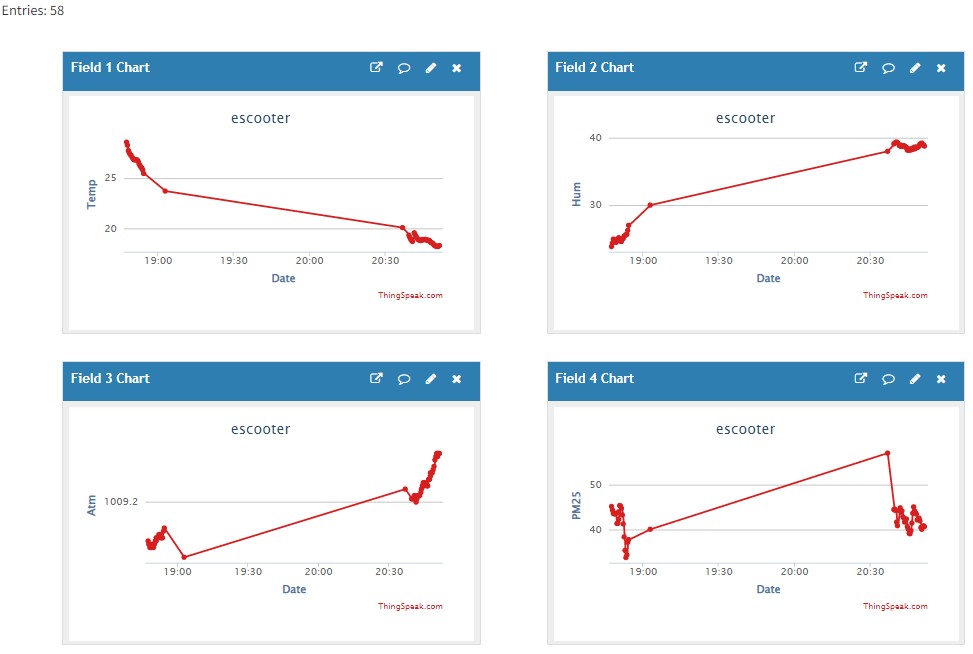 Entries: 58
Field 1 Chart
escooter
Temp
25
20
19:00 19:30 20:00 20:30
Date
ThingSpeak.com
Field 2 Chart
escooter
Hum
40
30
19:00 19:30 20:00 20:30
Date
ThingSpeak.com
Field 3 Chart
escooter
Atm
1009.2
19:00 19:30 20:00 20:30
Date
ThingSpeak.com
Field 4 Chart
escooter
PM25
50
40
19:00 19:30 20:00 20:30
Date
ThingSpeak.com